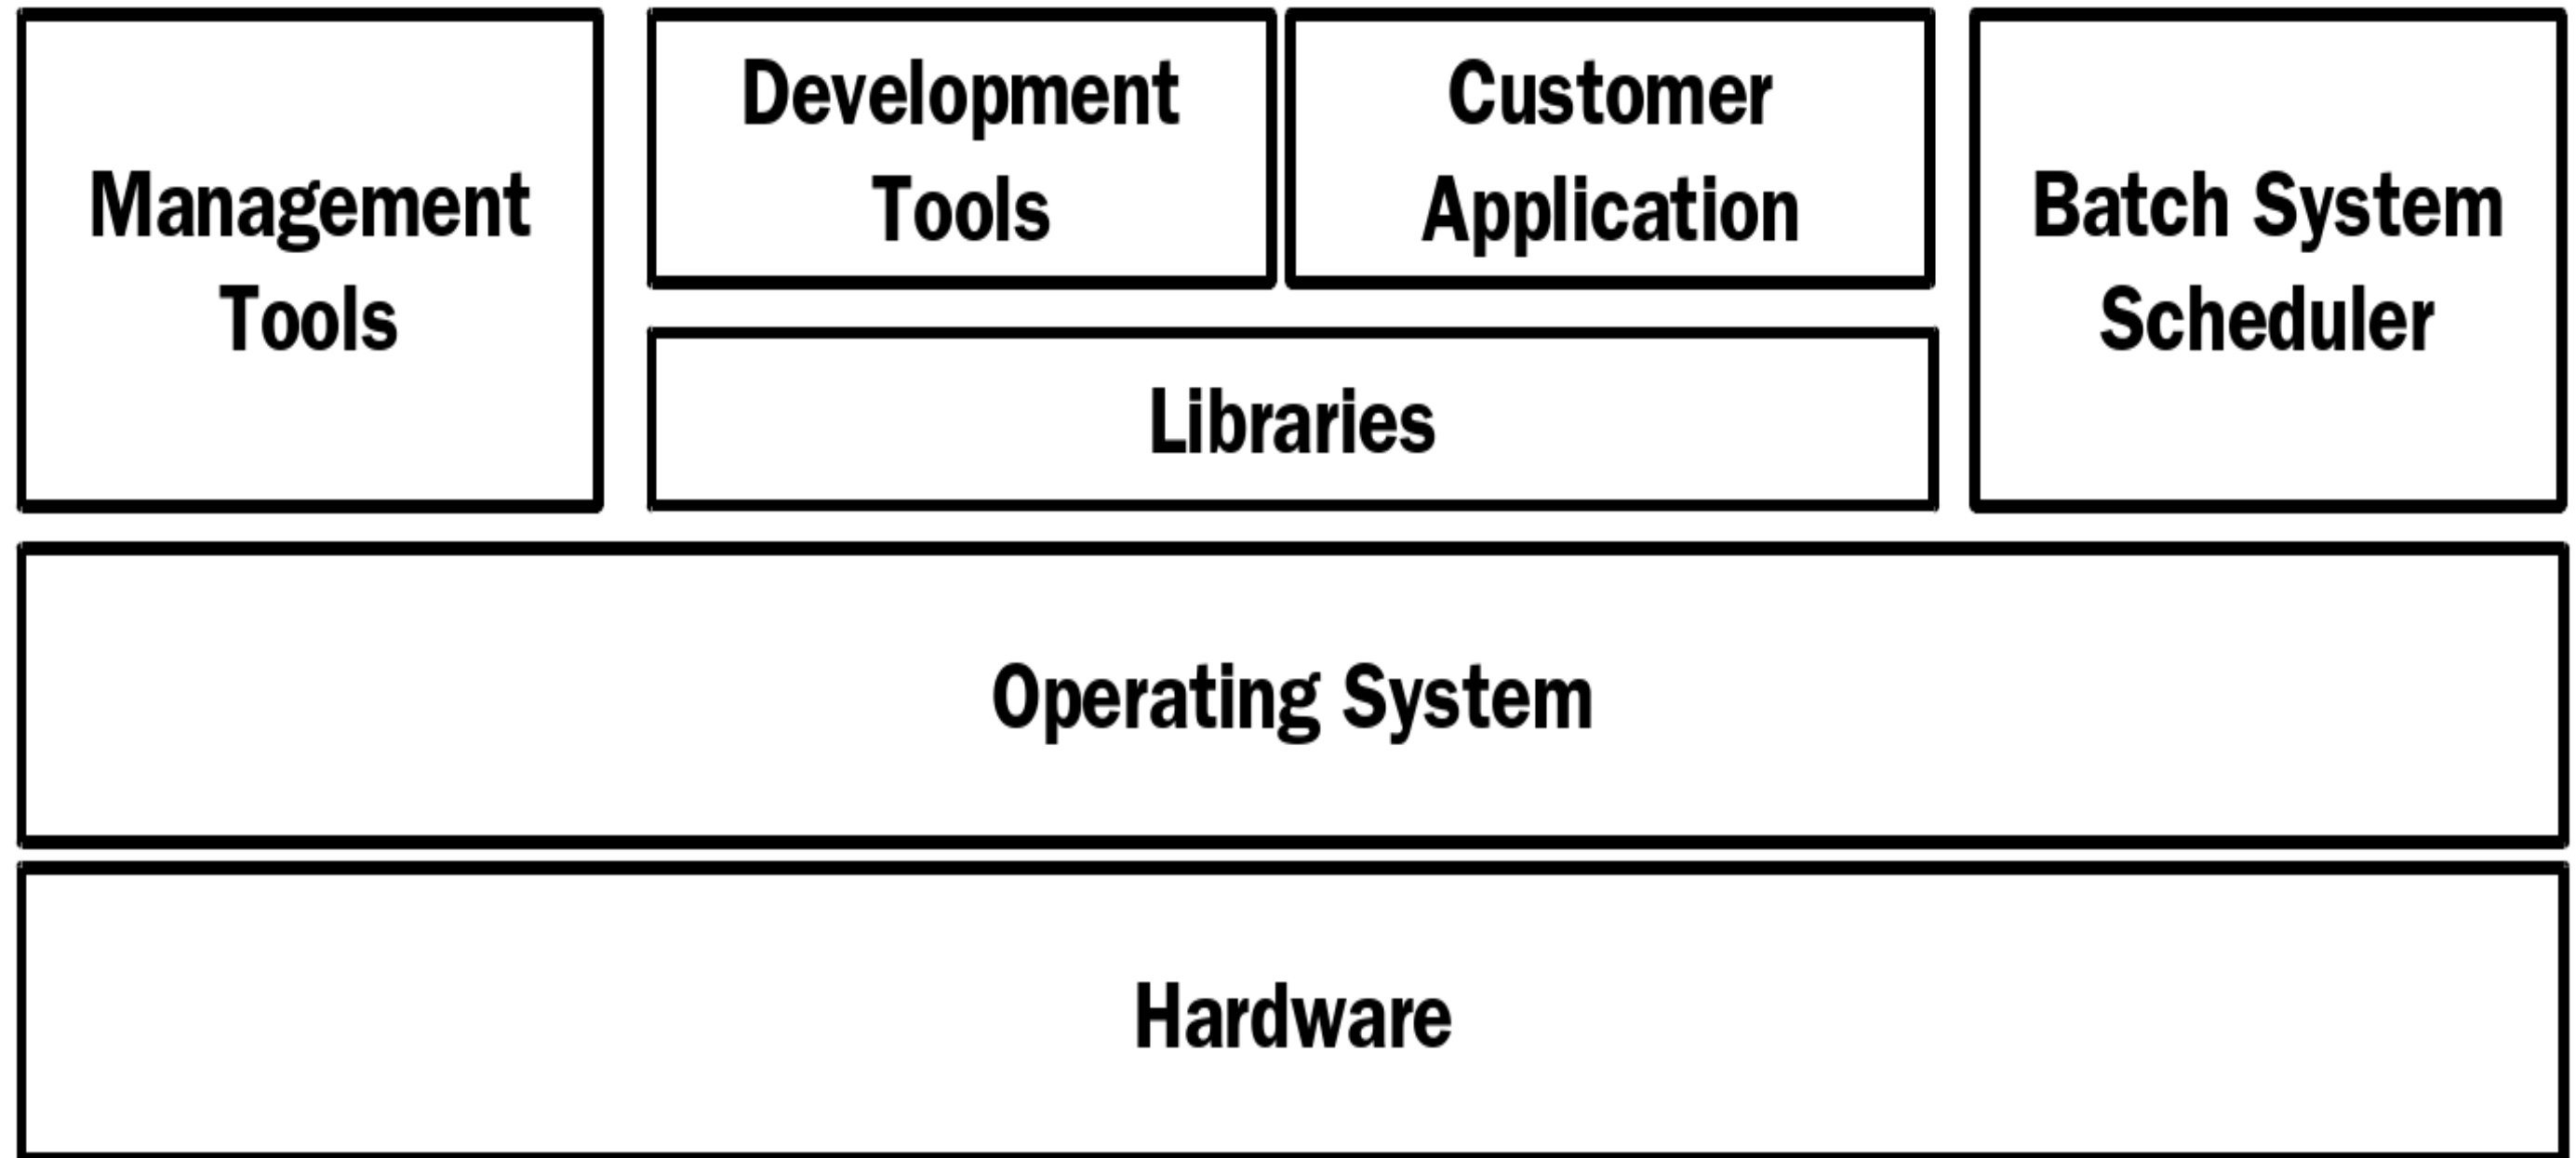 Management
Tools
Development
Tools
Customer
Application
Batch System
Scheduler
Libraries
Operating System
Hardware